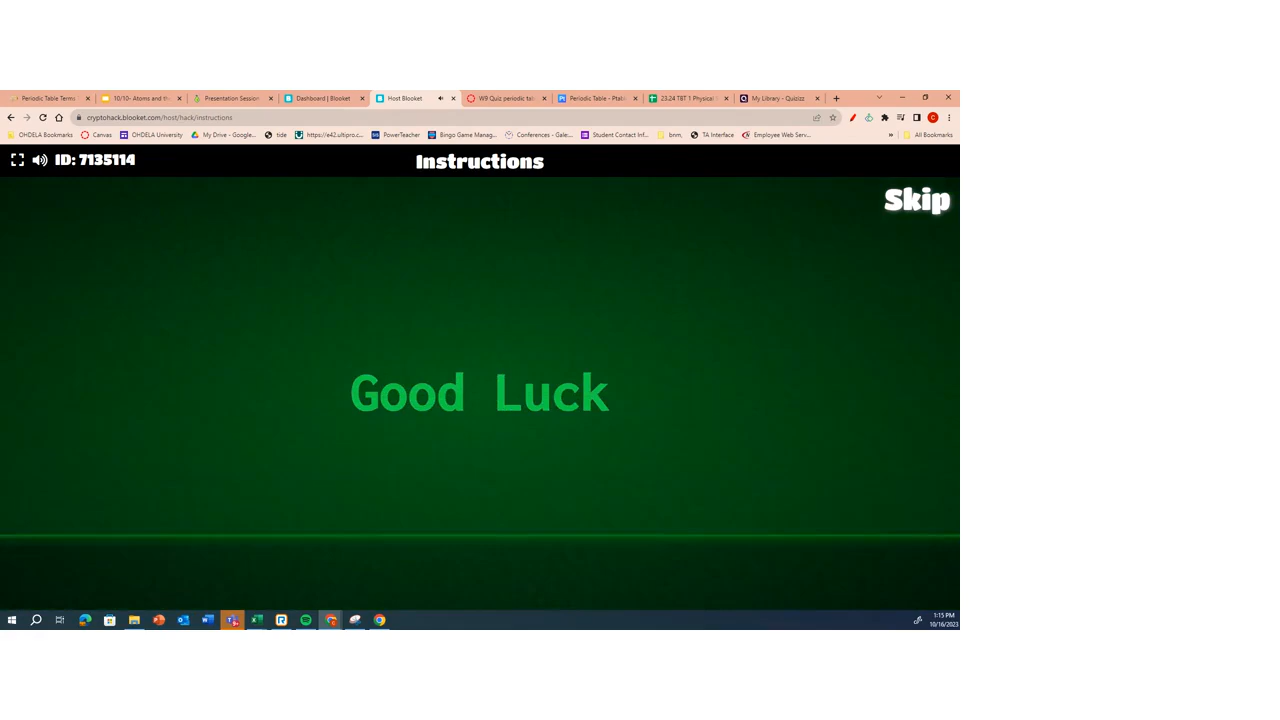 Periodic Table Terms
10/10- Atoms and th
Presentation Session
Dashboard | Blooket
Host Blooket
W9 Quiz periodic tal
Periodic Table - Ptabl
23.24 TBT 1 Physical
My Library - Quizizz
cryptohack.blooket.com/host/hack/instructions
OHDELA Bookmarks
Canvas
OHDELA University
My Drive - Google...
tide
https://e42.ultipro.c...
PowerTeacher
Bingo Game Manag...
Conferences - Gale...
Student Contact Inf...
bnm,
TA Interface
Employee Web Serv...
»
All Bookmarks
ID: 7135114
Instructions
Skip
Good Luck
1:15 PM
10/16/2023